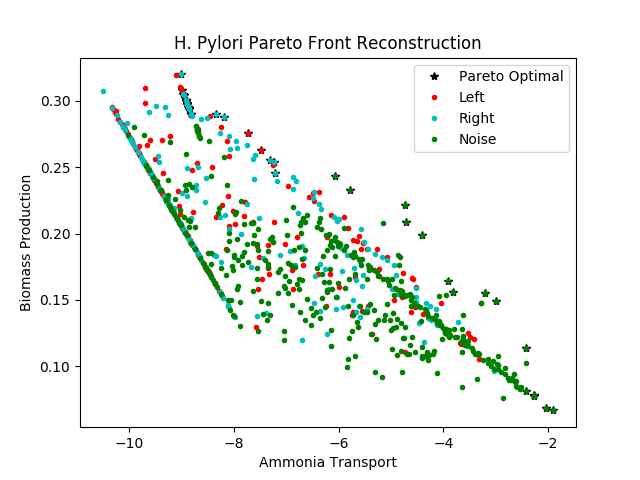 H. Pylori Pareto Front Reconstruction
Pareto Optimal
Left
Right
Noise
0.30
0.25
0.20
0.15
0.10
Biomass Production
−10
−8
−6
−4
−2
Ammonia Transport